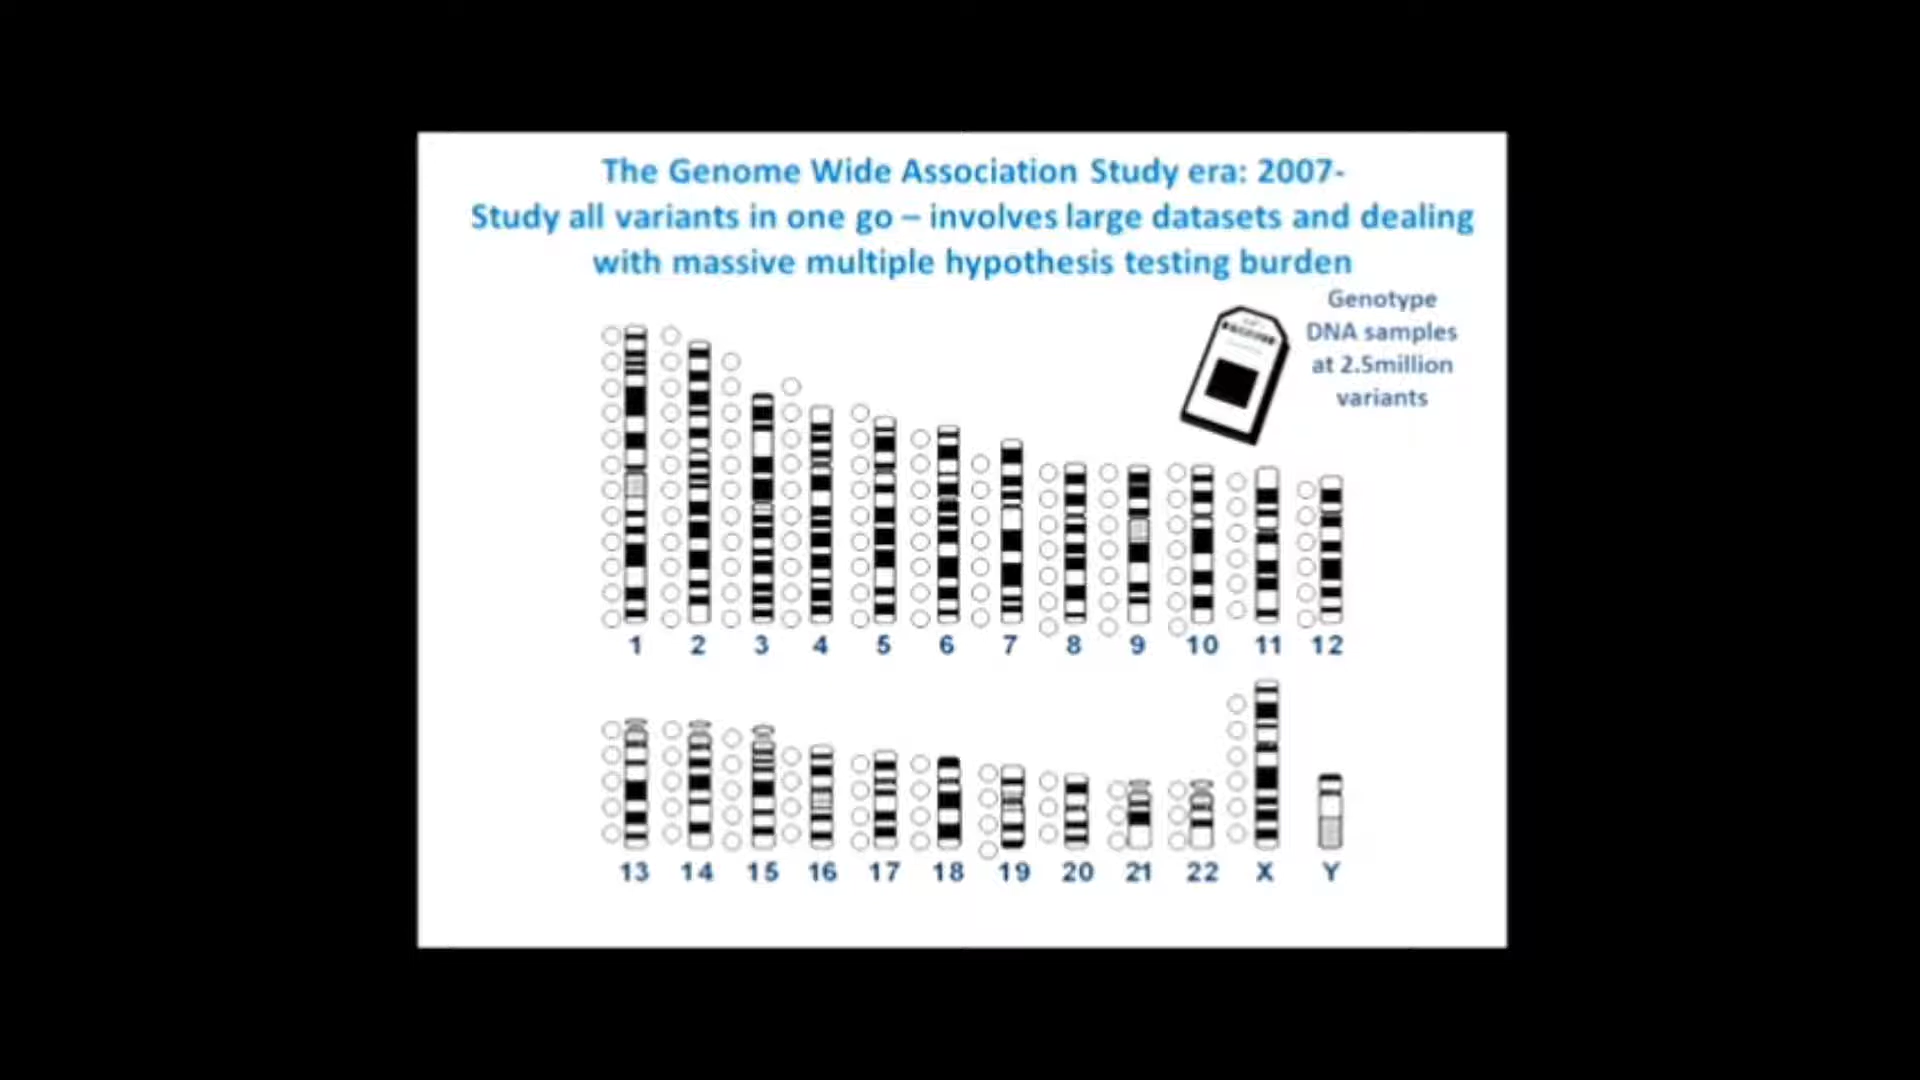 The Genome Wide Association Study era: 2007-
Study all variants in one go – involves large datasets and dealing
with massive multiple hypothesis testing burden
Genotype
DNA samples
at 2.5million
variants
1 2 3 4 5 6 7 8 9 10 11 12
13 14 15 16 17 18 19 20 21 22 X Y